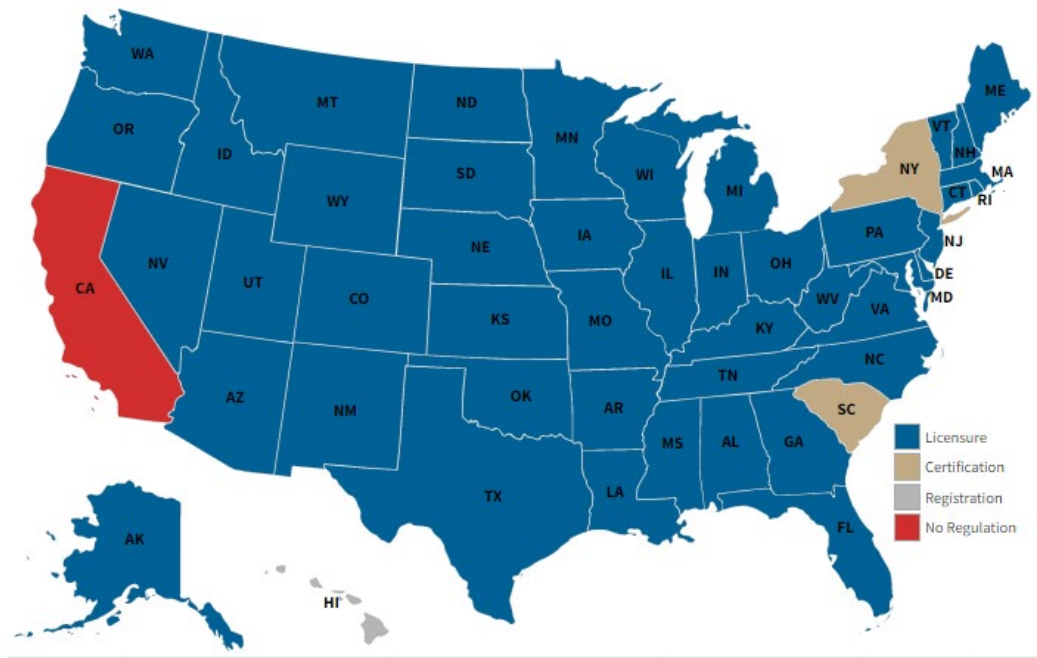 WA
MT
ND
ME
OR
MN
VT
ID
NH
SD
NY
MA
WI
MI
CT
RI
WY
PA
NE
IA
NJ
NV
OH
IL
IN
DE
UT
CA
CO
WV
MD
VA
KS
MO
KY
NC
TN
AZ
OK
AR
SC
NM
MS
AL
GA
Licensure
Certification
LA
TX
Registration
FL
No Regulation
AK
HI